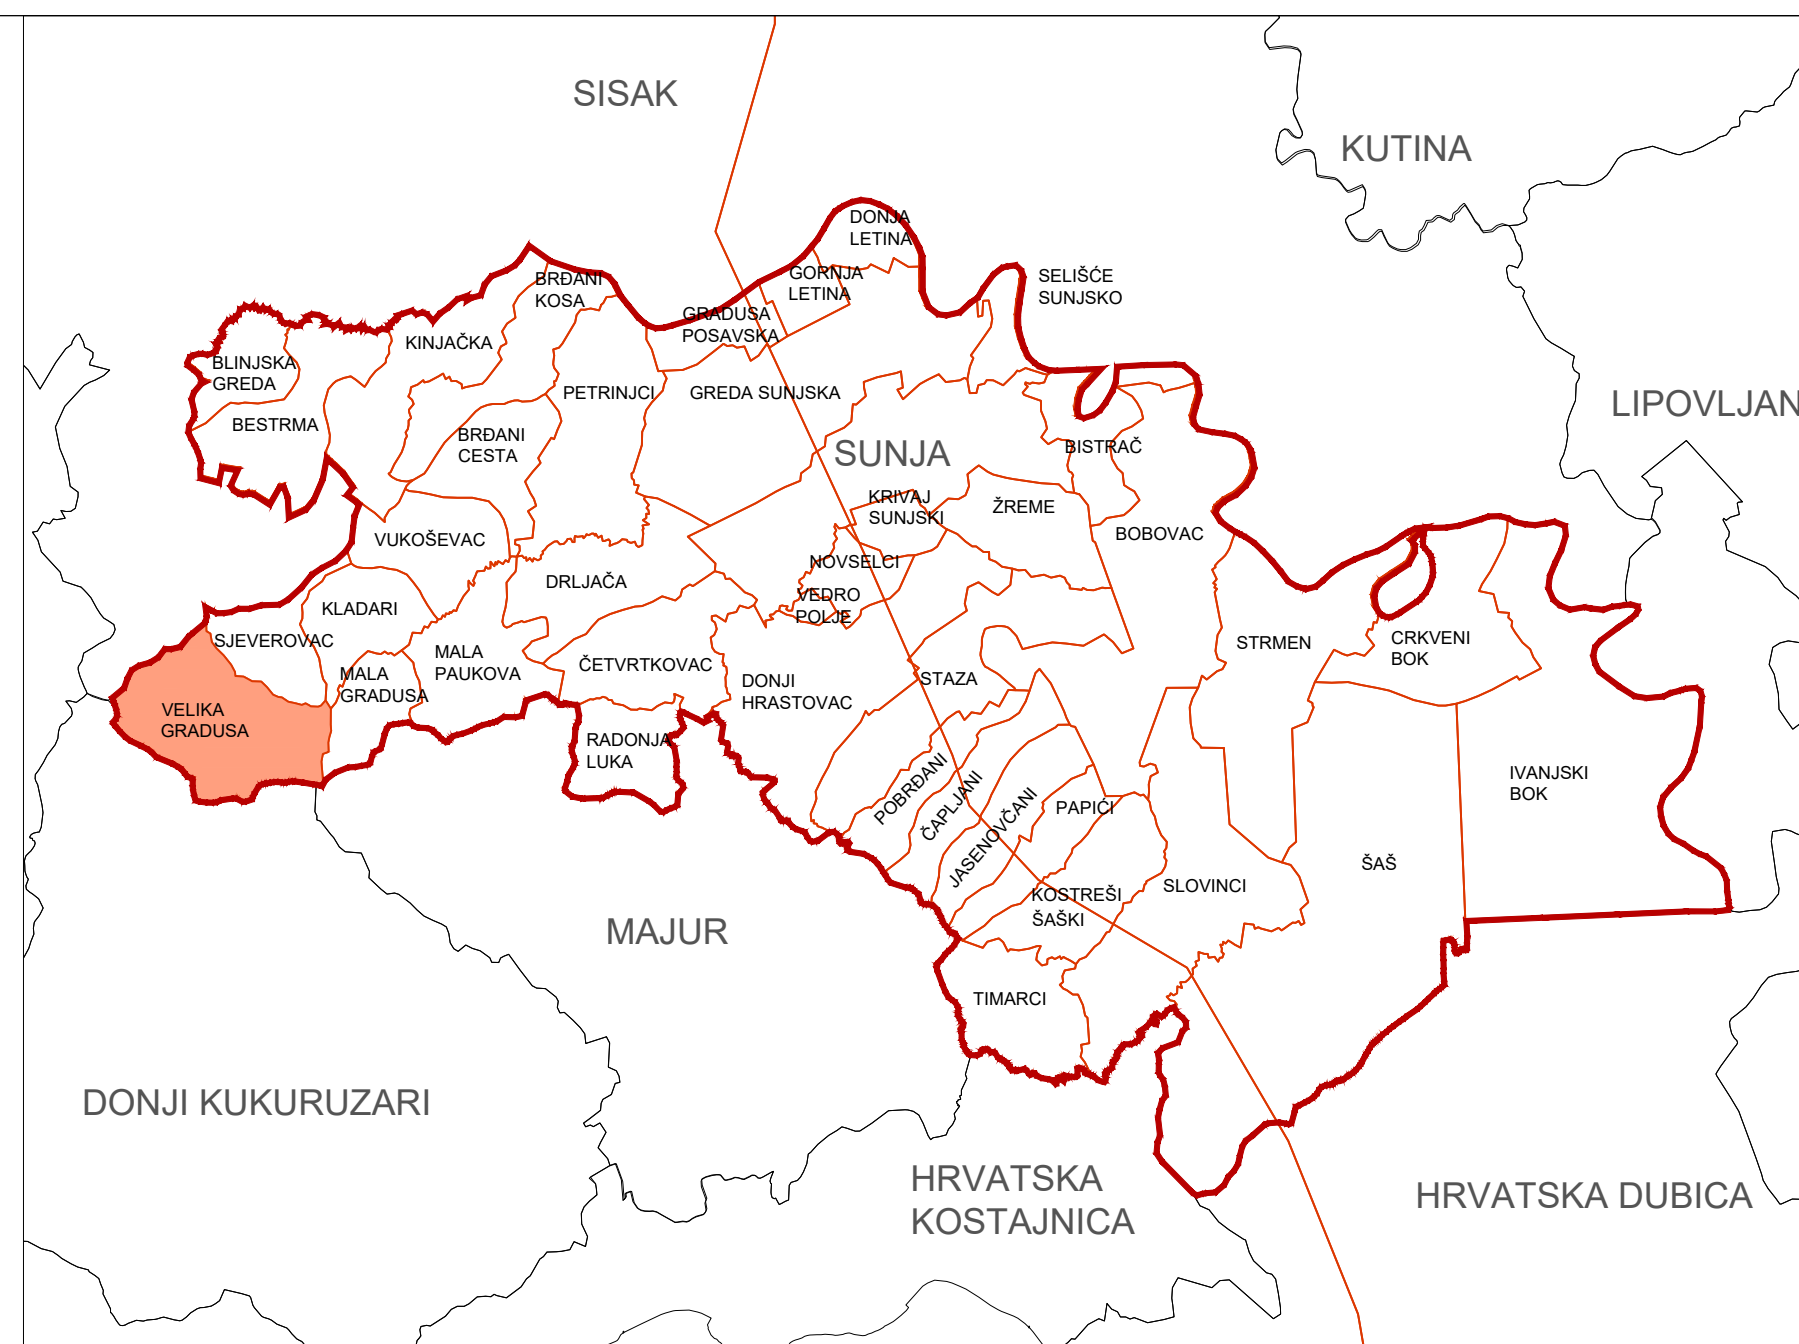 SISAK
KUTINA
DONJA
LETINA
GORNJA
LETINA
SELIŠĆE
SUNJSKO
BRĐANI
KOSA
GRADUSA
POSAVSKA
KINJAČKA
BLINJSKA
GREDA
PETRINJCI
GREDA SUNJSKA
LIPOVLJAN
BESTRMA
BRĐANI
CESTA
SUNJA
BISTRAČ
KRIVAJ
SUNJSKI
ŽREME
BOBOVAC
VUKOŠEVAC
NOVSELCI
DRLJAČA
VEDRO
POLJE
KLADARI
SJEVEROVAC
STRMEN
CRKVENI
BOK
MALA
PAUKOVA
ČETVRTKOVAC
MALA
GRADUSA
DONJI
HRASTOVAC
STAZA
VELIKA
GRADUSA
RADONJA
LUKA
IVANJSKI
BOK
POBRĐANI
ČAPLJANI
JASENOVČANI
PAPIĆI
ŠAŠ
SLOVINCI
KOSTREŠI
ŠAŠKI
MAJUR
TIMARCI
DONJI KUKURUZARI
HRVATSKA
KOSTAJNICA
HRVATSKA DUBICA